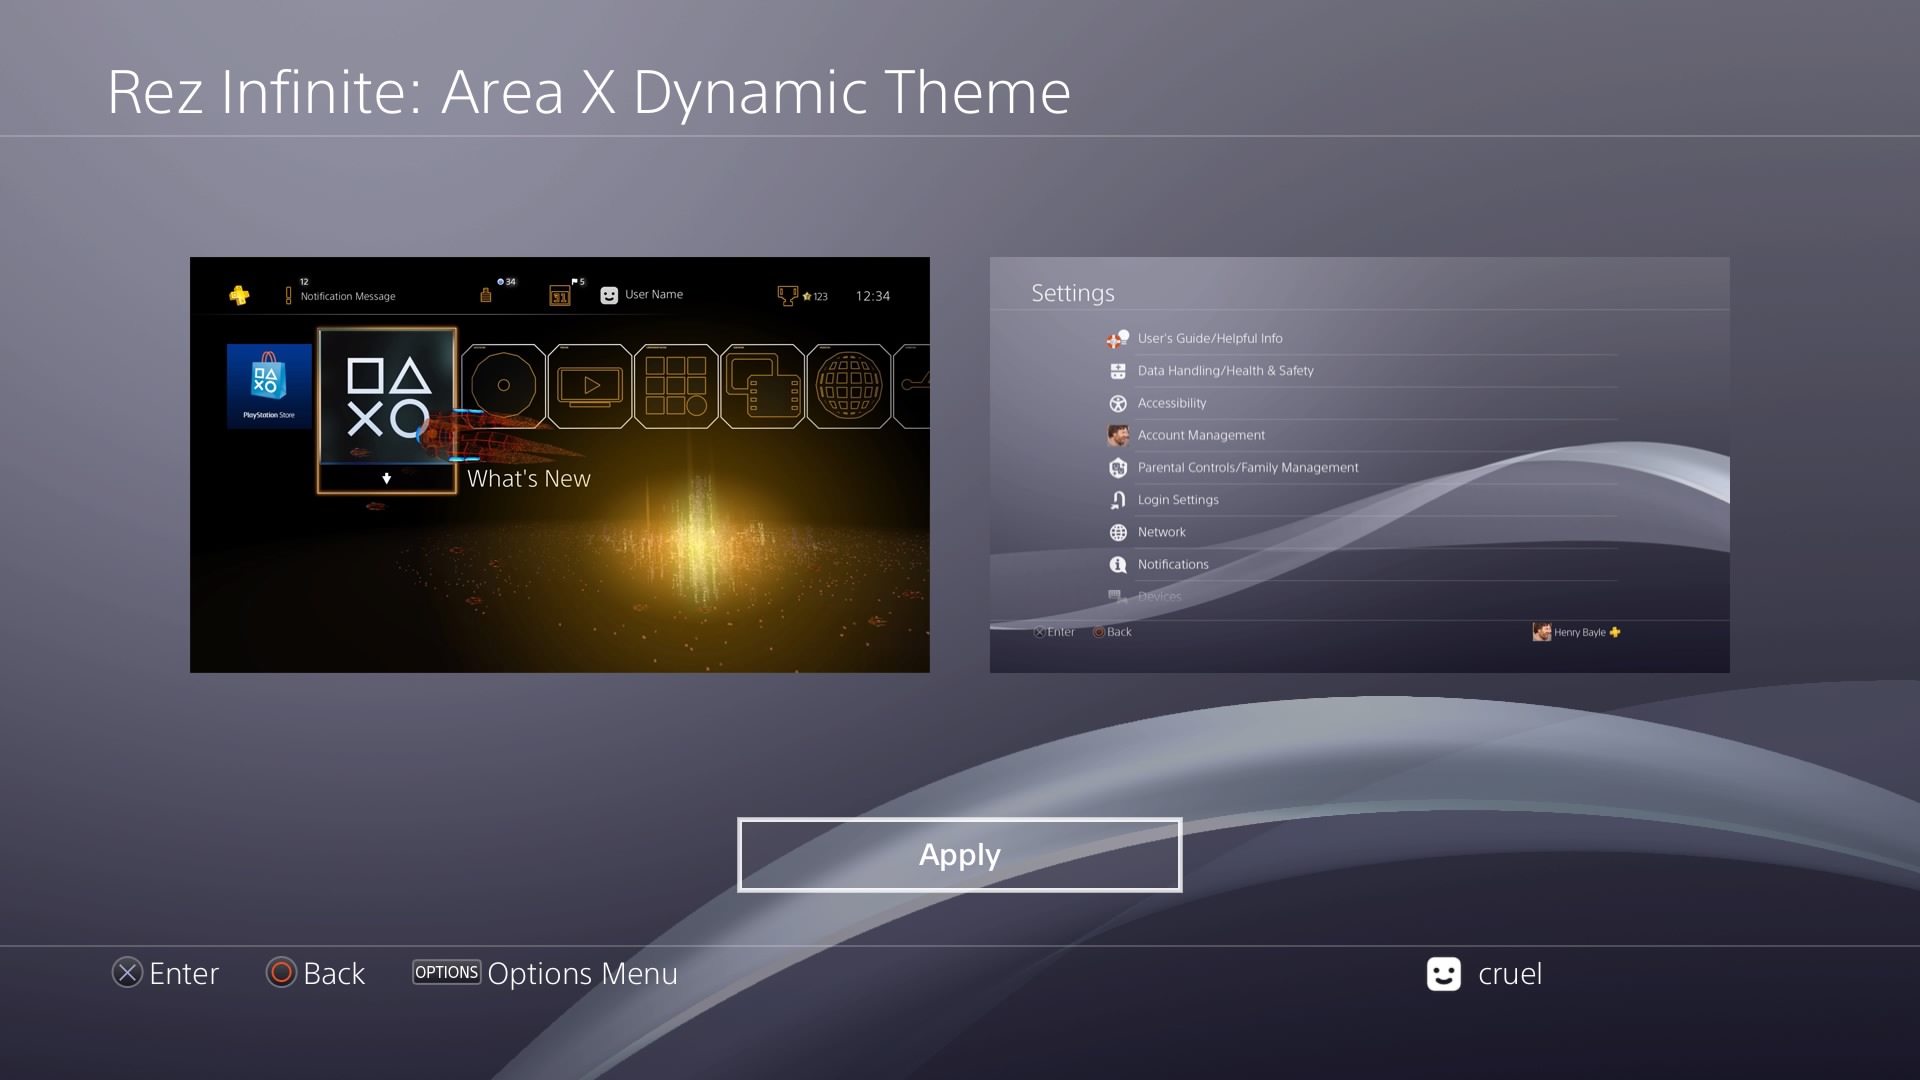 Rez Infinite: Area X Dynamic Theme
12
Notification Message
34
31
5
User Name
123
12:34
PlayStation Store
What's New
Settings
User's Guide/Helpful Info
Data Handling/Health & Safety
Accessibility
Account Management
Parental Controls/Family Management
Login Settings
Network
Notifications
Devices
Enter Back
Henry Bayle
Apply
Enter Back OPTIONS Options Menu
cruel